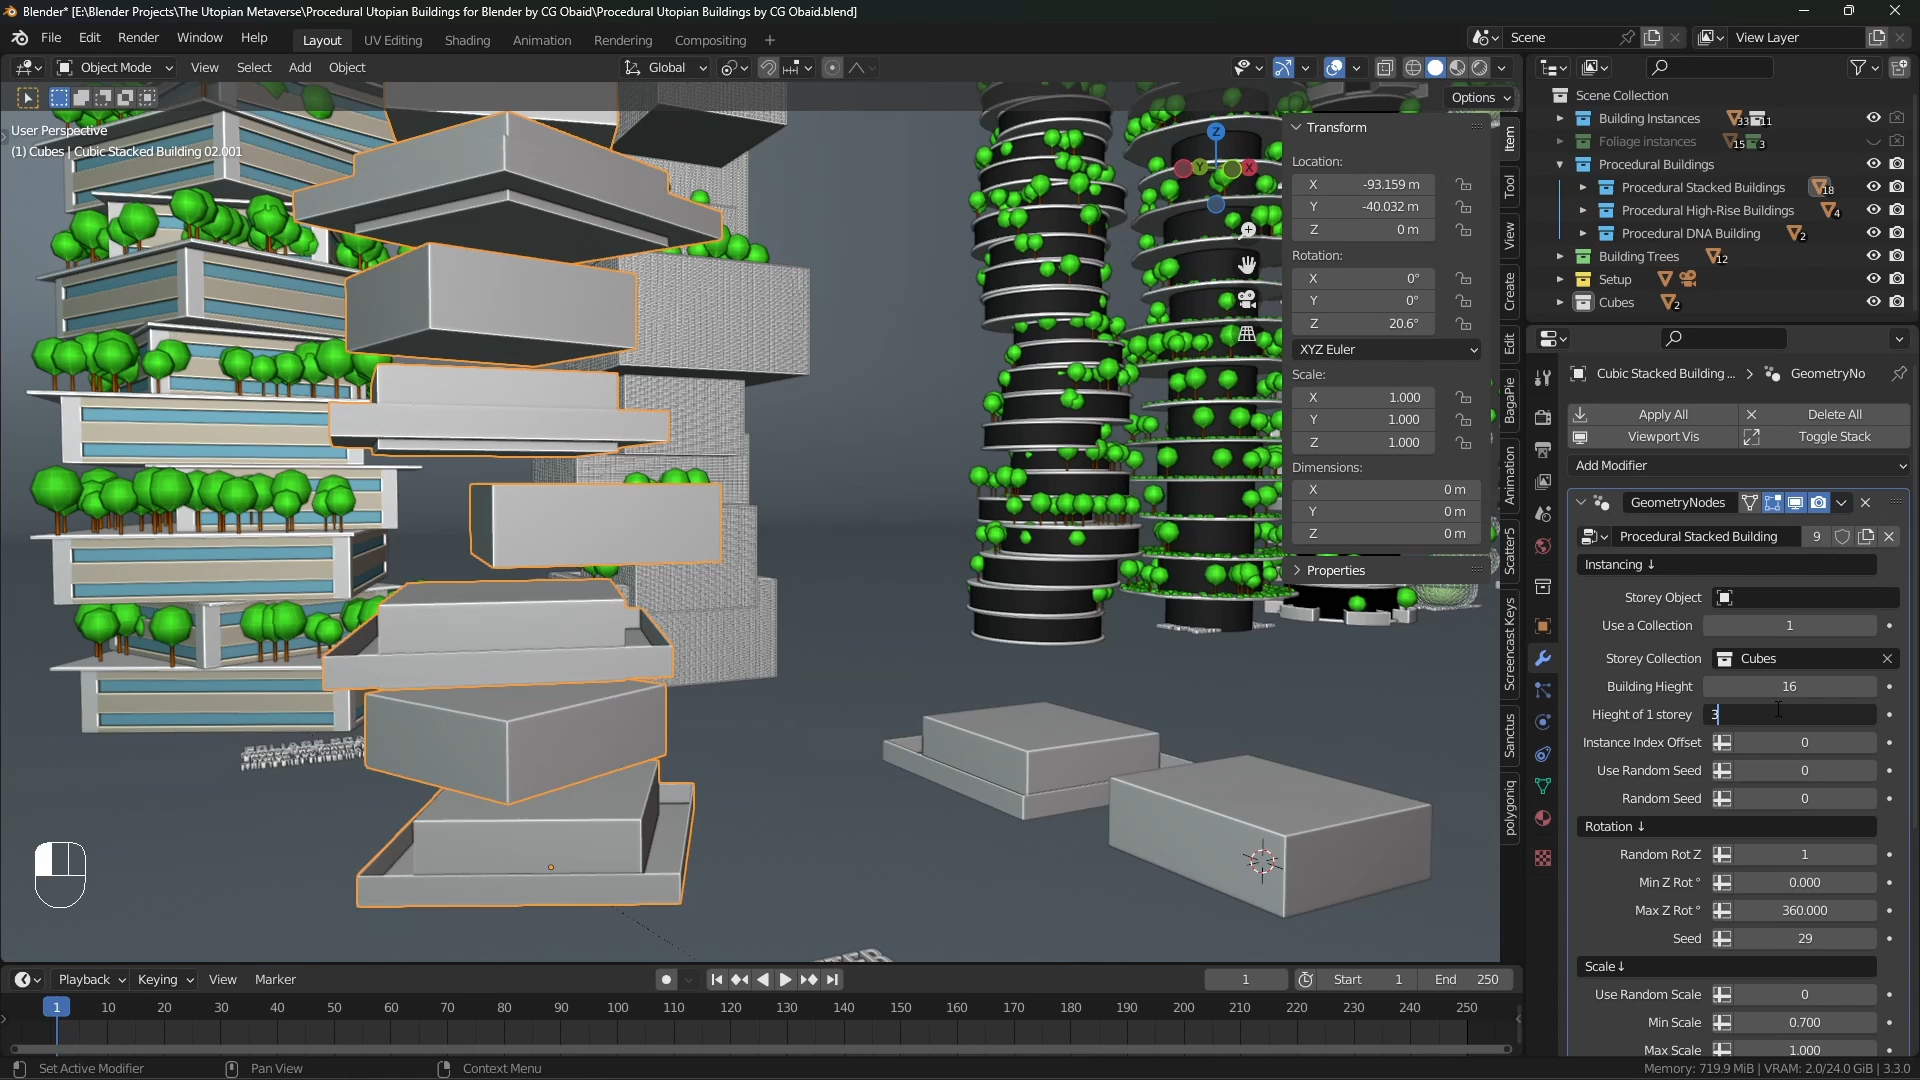 Blender* [E:\Blender Projects\The Utopian Metaverse\Procedural Utopian Buildings for Blender by CG Obaid\Procedural Utopian Buildings by CG Obaid.blend]
File Edit Render Window Help Layout UV Editing Shading Animation Rendering Compositing + Scene View Layer
Object Mode View Select Add Object Global
Options
User Perspective
(1) Cubes | Cubic Stacked Building 02.001
Z
Y
X
Transform
Location:
X -93.159 m
Y -40.032 m
Z 0 m
Rotation:
X 0°
Y 0°
Z 20.6°
XYZ Euler
Scale:
X 1.000
Y 1.000
Z 1.000
Dimensions:
X 0 m
Y 0 m
Z 0 m
Properties
Item
Tool
View
Create
Edit
BagaPie
Animation
Scatter5
Screencast Keys
Sanctus
polygoniq
Scene Collection
Building Instances 33 11
Foliage instances 15 3
Procedural Buildings
Procedural Stacked Buildings 18
Procedural High-Rise Buildings 4
Procedural DNA Building 2
Building Trees 12
Setup
Cubes 2
Cubic Stacked Building ... > GeometryNo
Apply All Delete All
Viewport Vis Toggle Stack
Add Modifier
GeometryNodes
Procedural Stacked Building 9
Instancing ↓
Storey Object
Use a Collection 1
Storey Collection Cubes
Building Hieght 16
Hieght of 1 storey 3
Instance Index Offset 0
Use Random Seed 0
Random Seed 0
Rotation ↓
Random Rot Z 1
Min Z Rot ° 0.000
Max Z Rot ° 360.000
Seed 29
Scale↓
Use Random Scale 0
Min Scale 0.700
Max Scale 1.000
Playback Keying View Marker 1 Start 1 End 250
1 10 20 30 40 50 60 70 80 90 100 110 120 130 140 150 160 170 180 190 200 210 220 230 240 250
Set Active Modifier Pan View Context Menu Memory: 719.9 MiB | VRAM: 2.0/24.0 GiB | 3.3.0